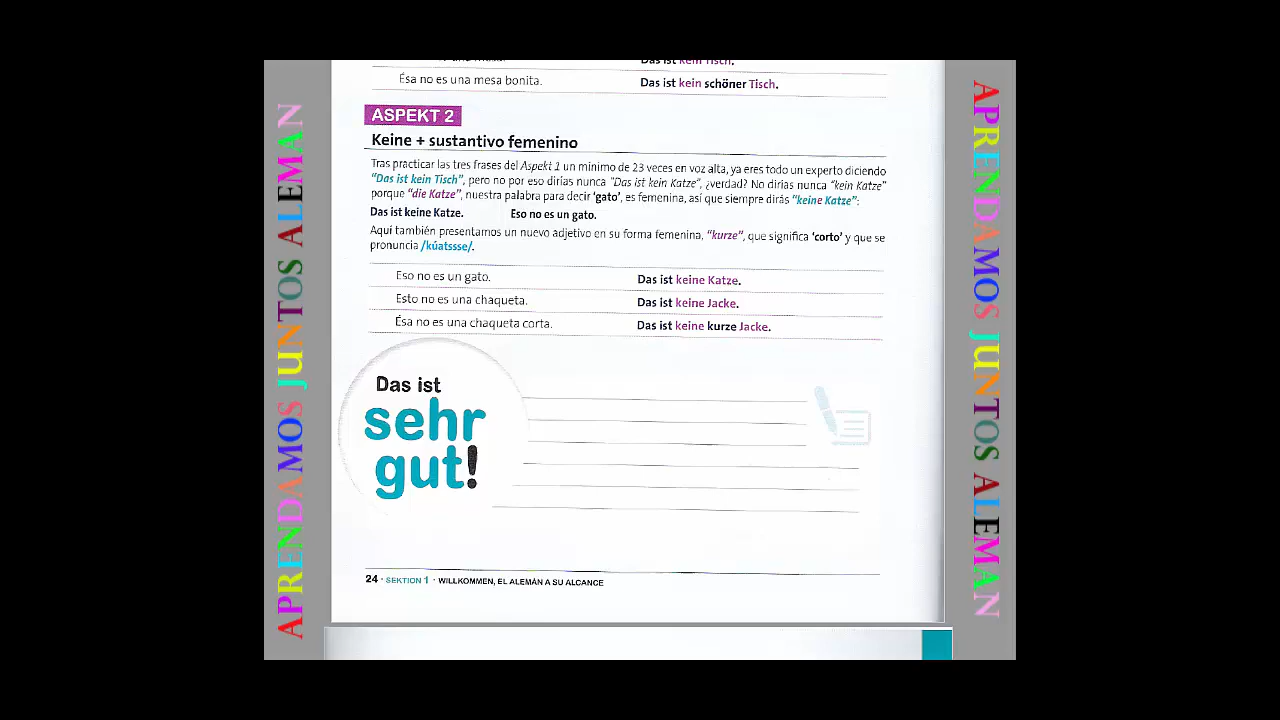 Das ist kein Tisch.
Ésa no es una mesa bonita. Das ist kein schöner Tisch.
ASPEKT 2
Keine + sustantivo femenino
Tras practicar las tres frases del Aspekt 1 un mínimo de 23 veces en voz alta, ya eres todo un experto diciendo
"Das ist kein Tisch", pero no por eso dirías nunca "Das ist kein Katze", ¿verdad? No dirías nunca "kein Katze"
porque "die Katze", nuestra palabra para decir 'gato', es femenina, así que siempre dirás "keine Katze":
Das ist keine Katze. Eso no es un gato.
Aquí también presentamos un nuevo adjetivo en su forma femenina, "kurze", que significa 'corto' y que se
pronuncia /kúatssse/.
Eso no es un gato. Das ist keine Katze.
Esto no es una chaqueta. Das ist keine Jacke.
Ésa no es una chaqueta corta. Das ist keine kurze Jacke.
Das ist
sehr
gut!
24 · SEKTION 1 · WILLKOMMEN, EL ALEMÁN A SU ALCANCE
APRENDAMOS JUNTOS ALEMAN
APRENDAMOS JUNTOS ALEMAN